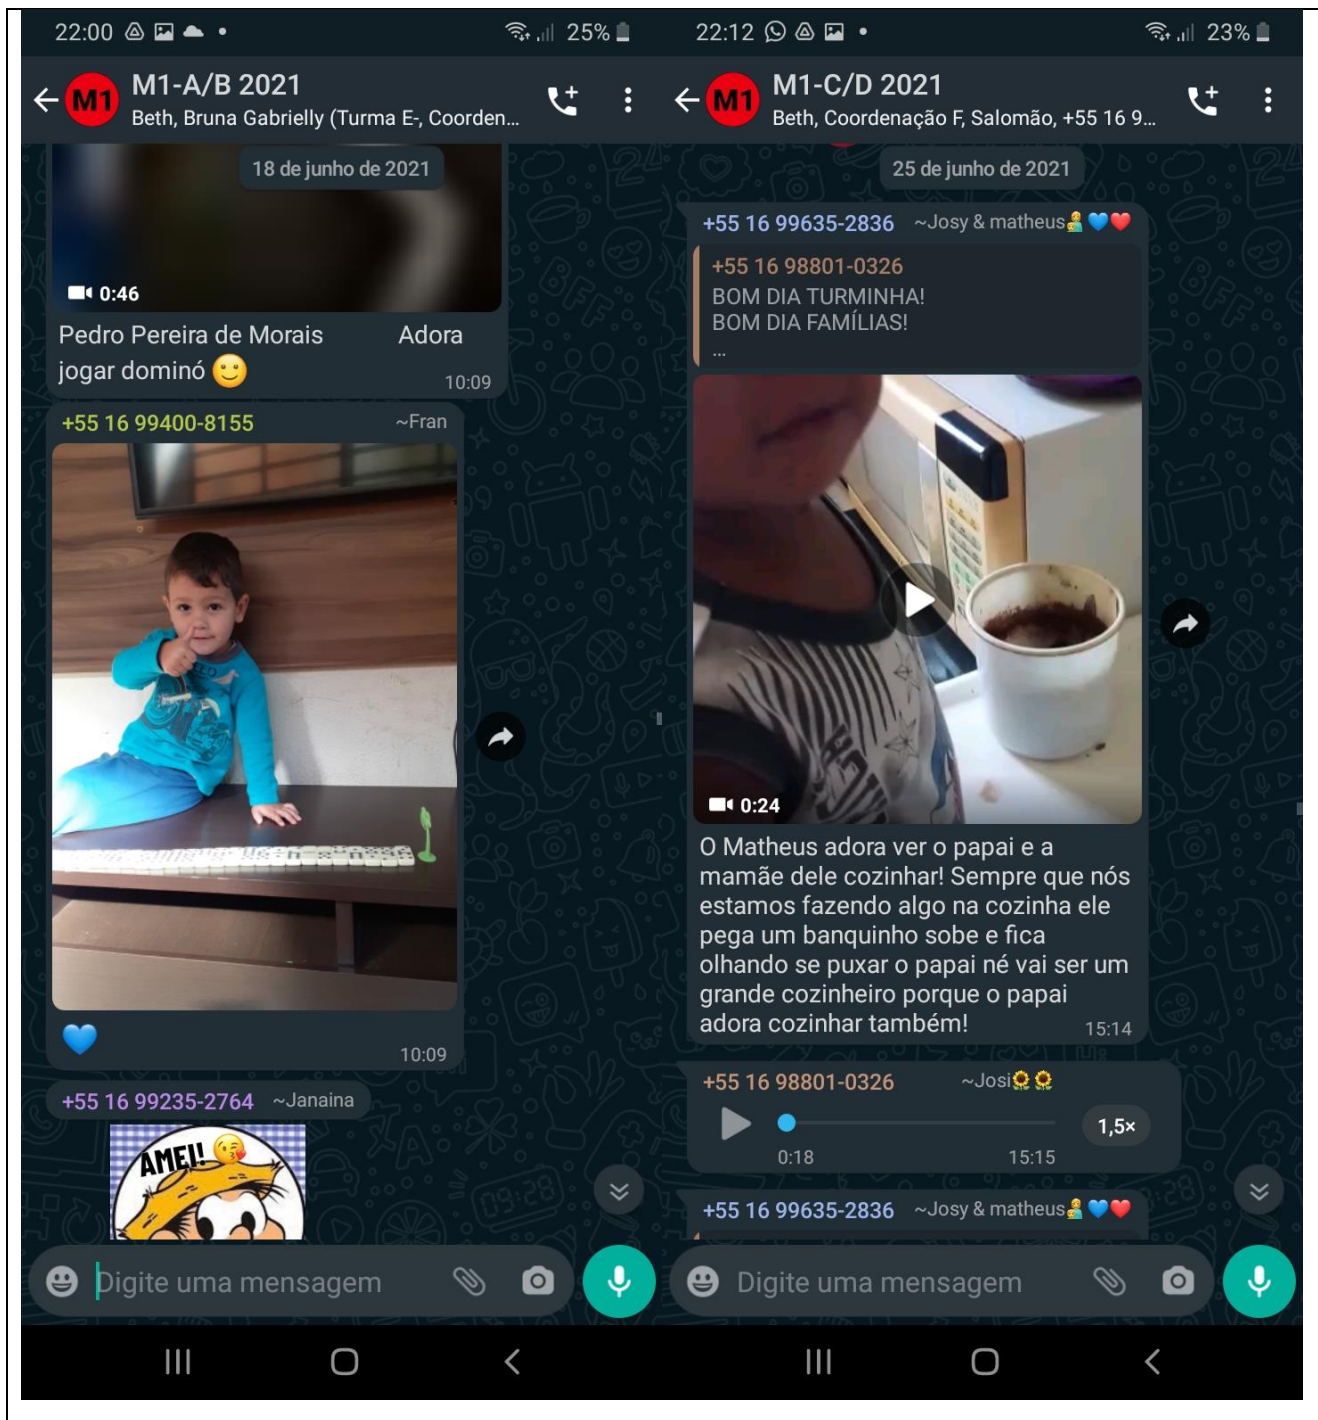 22:00
25%
M1
M1-A/B 2021
Beth, Bruna Gabrielly (Turma E-, Coorden...
18 de junho de 2021
0:46
Pedro Pereira de Morais Adora
jogar dominó 🙂
10:09
+55 16 99400-8155 ~Fran
💙
10:09
+55 16 99235-2764 ~Janaina
AMEI! 😘
Digite uma mensagem
22:12
23%
M1
M1-C/D 2021
Beth, Coordenação F, Salomão, +55 16 9...
25 de junho de 2021
+55 16 99635-2836 ~Josy & matheus🤱💙❤️
+55 16 98801-0326
BOM DIA TURMINHA!
BOM DIA FAMÍLIAS!
...
0:24
O Matheus adora ver o papai e a
mamãe dele cozinhar! Sempre que nós
estamos fazendo algo na cozinha ele
pega um banquinho sobe e fica
olhando se puxar o papai né vai ser um
grande cozinheiro porque o papai
adora cozinhar também!
15:14
+55 16 98801-0326 ~Josi🌻🌻
1,5×
0:18 15:15
+55 16 99635-2836 ~Josy & matheus🤱💙❤️
Digite uma mensagem